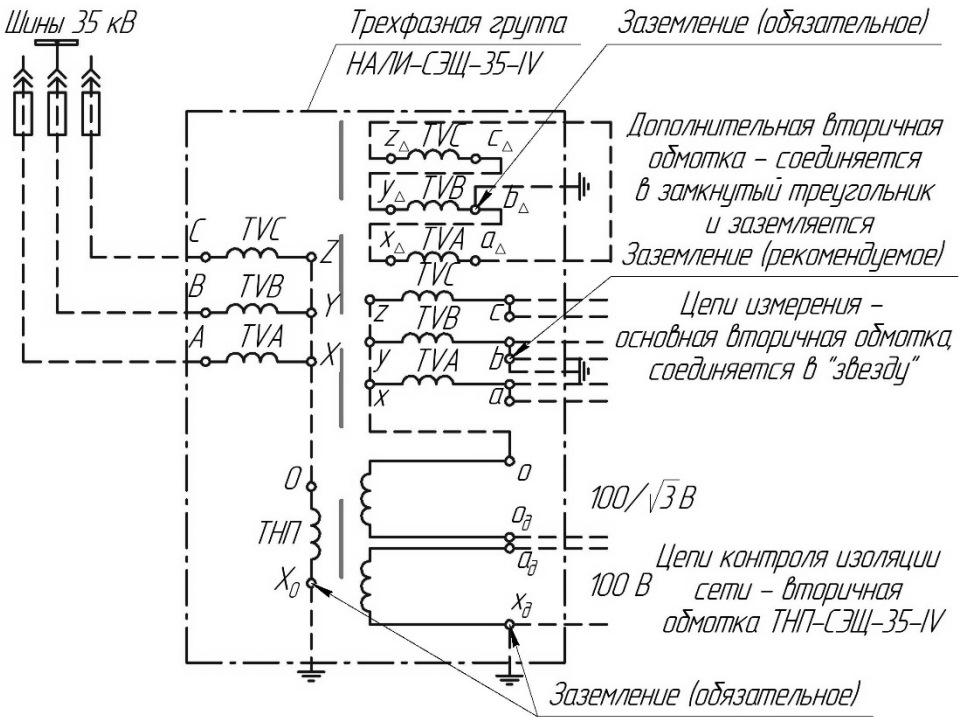 Шины 35 кВ
Трехфазная группа
НАЛИ-СЭЩ-35-IV
Заземление (обязательное)
z△ TVC c△
y△ TVB b△
x△ TVA a△
Дополнительная вторичная
обмотка - соединяется
в замкнутый треугольник
и заземляется
Заземление (рекомендуемое)
C TVC Z
B TVB Y
A TVA X
TVC
z c
TVB
y b
TVA
x a
Цепи измерения -
основная вторичная обмотка,
соединяется в "звезду"
O
ТНП
X₀
o
oд
aд
xд
100/√3 В
100 В
Цепи контроля изоляции
сети - вторичная
обмотка ТНП-СЭЩ-35-IV
Заземление (обязательное)